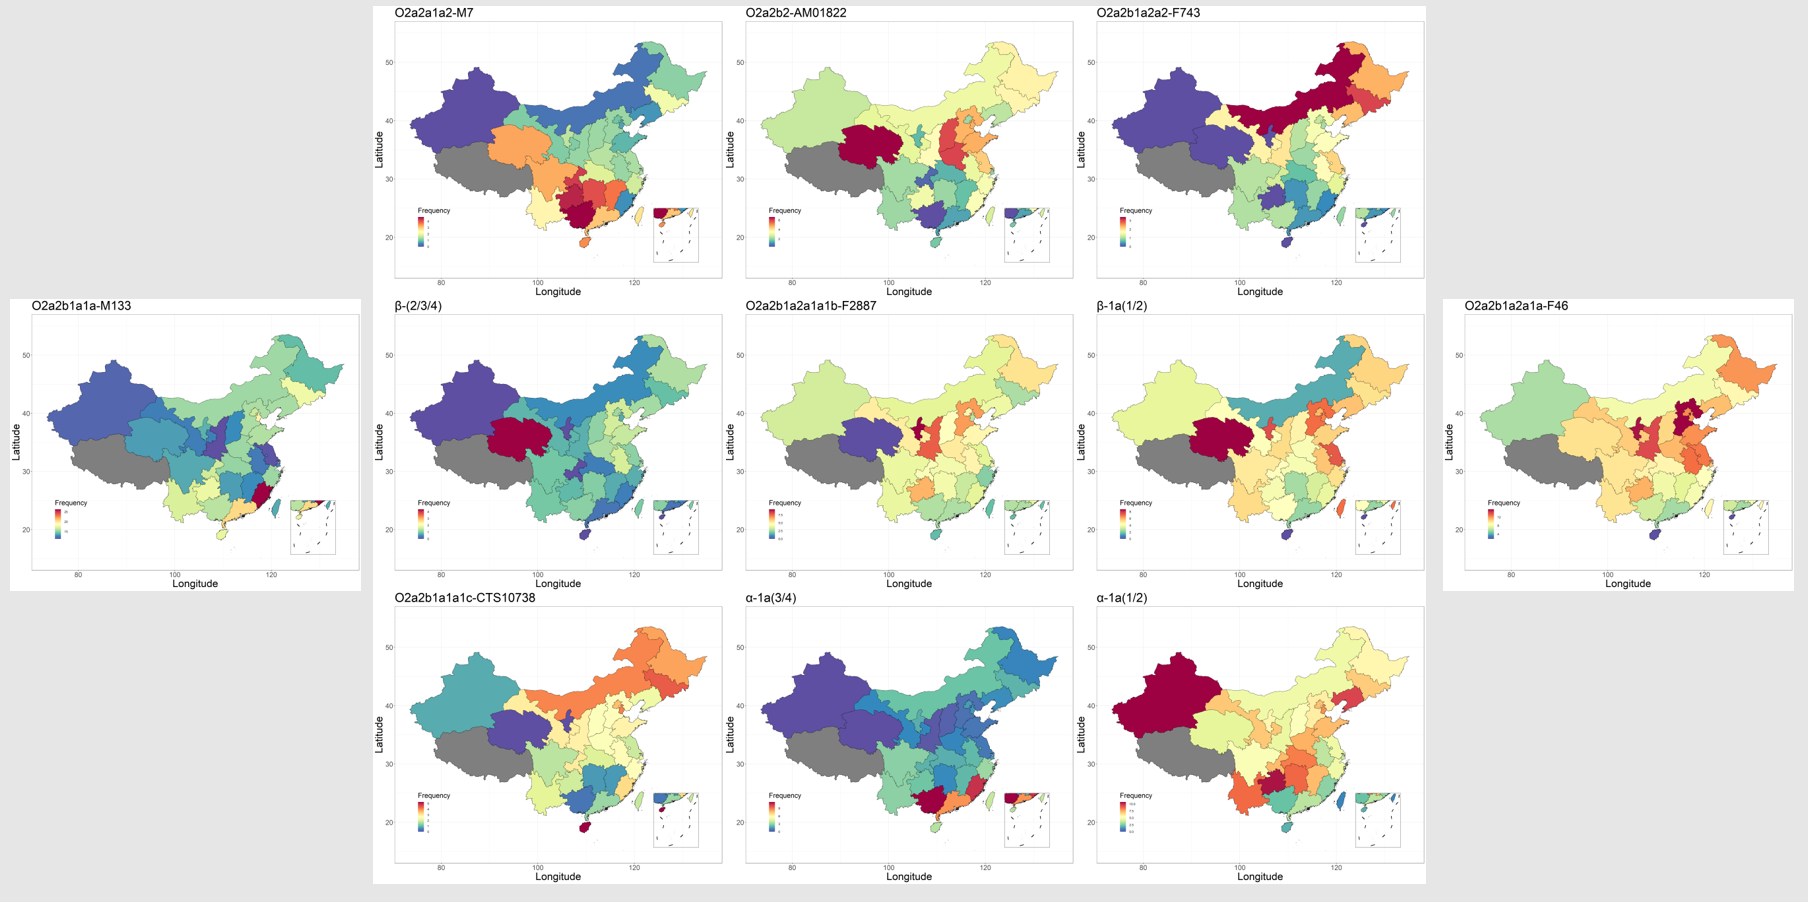 O2a2a1a2-M7
50
40
30
20
Latitude
Frequency
80
100
120
Longitude
O2a2b2-AM01822
50
40
30
20
Latitude
Frequency
80
100
120
Longitude
O2a2b1a2a2-F743
50
40
30
20
Latitude
Frequency
80
100
120
Longitude
O2a2b1a1a-M133
50
40
30
20
Latitude
Frequency
80
100
120
Longitude
β-(2/3/4)
50
40
30
20
Latitude
Frequency
80
100
120
Longitude
O2a2b1a2a1a1b-F2887
50
40
30
20
Latitude
Frequency
80
100
120
Longitude
β-1a(1/2)
50
40
30
20
Latitude
Frequency
80
100
120
Longitude
O2a2b1a2a1a-F46
50
40
30
20
Latitude
Frequency
80
100
120
Longitude
O2a2b1a1a1c-CTS10738
50
40
30
20
Latitude
Frequency
80
100
120
Longitude
α-1a(3/4)
50
40
30
20
Latitude
Frequency
80
100
120
Longitude
α-1a(1/2)
50
40
30
20
Latitude
Frequency
80
100
120
Longitude